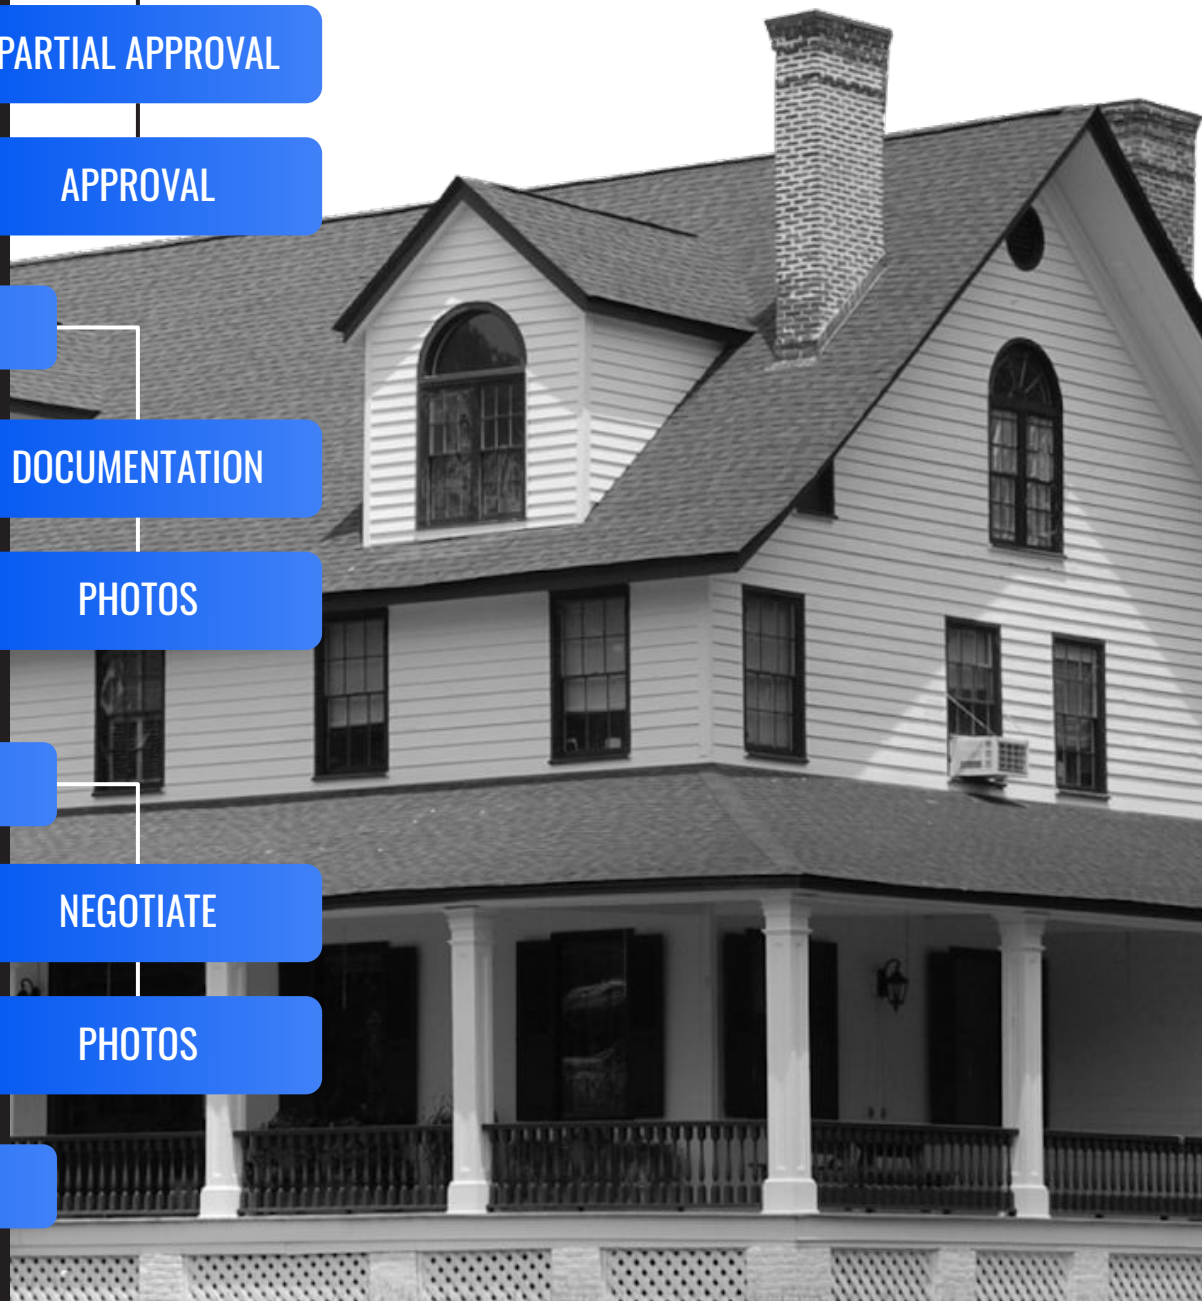 PARTIAL APPROVAL
APPROVAL
DOCUMENTATION
PHOTOS
NEGOTIATE
PHOTOS